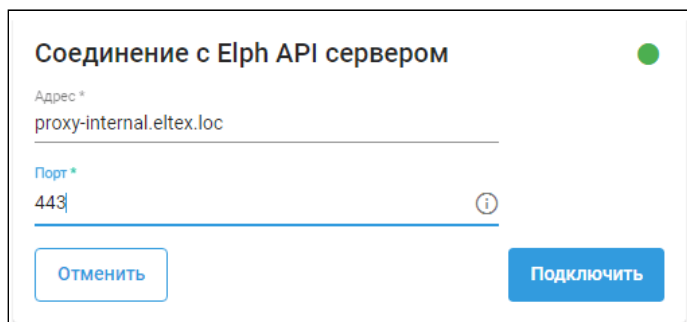 Соединение с Elph API сервером
Адрес *
proxy-internal.eltex.loc
Порт *
443
Отменить
Подключить